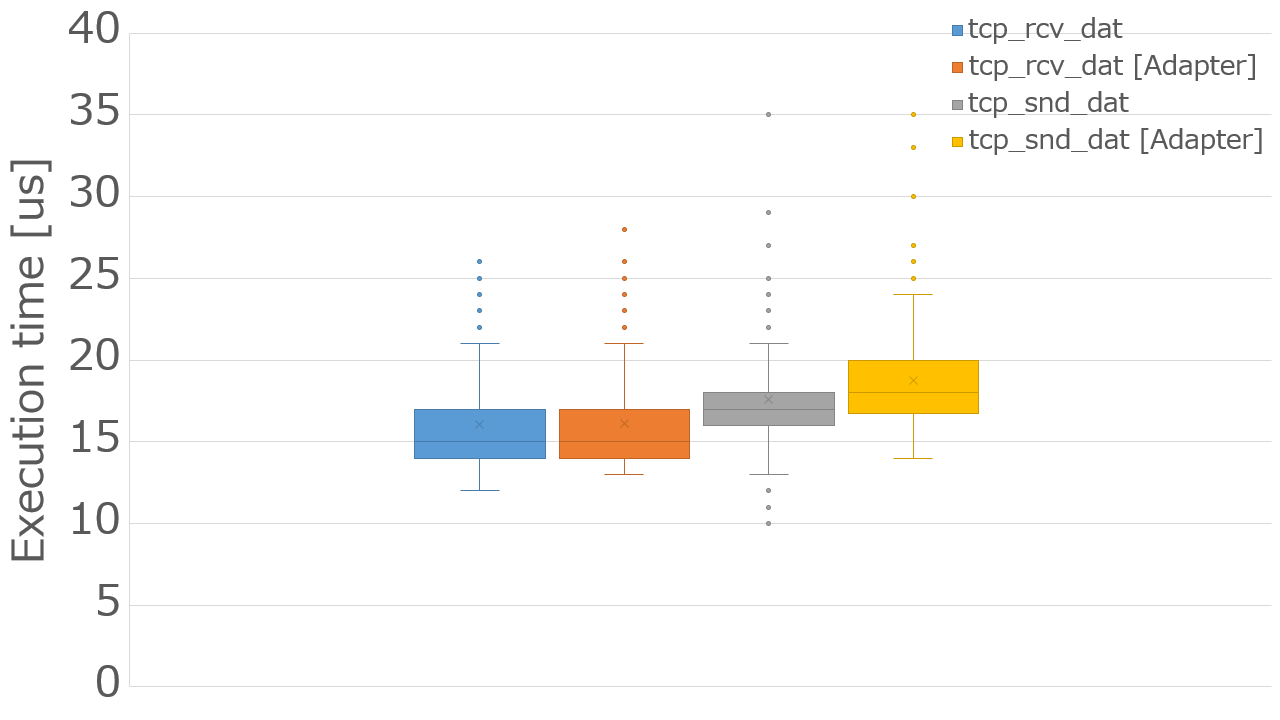 Execution time [us]
40
35
30
25
20
15
10
5
0
tcp_rcv_dat
tcp_rcv_dat [Adapter]
tcp_snd_dat
tcp_snd_dat [Adapter]